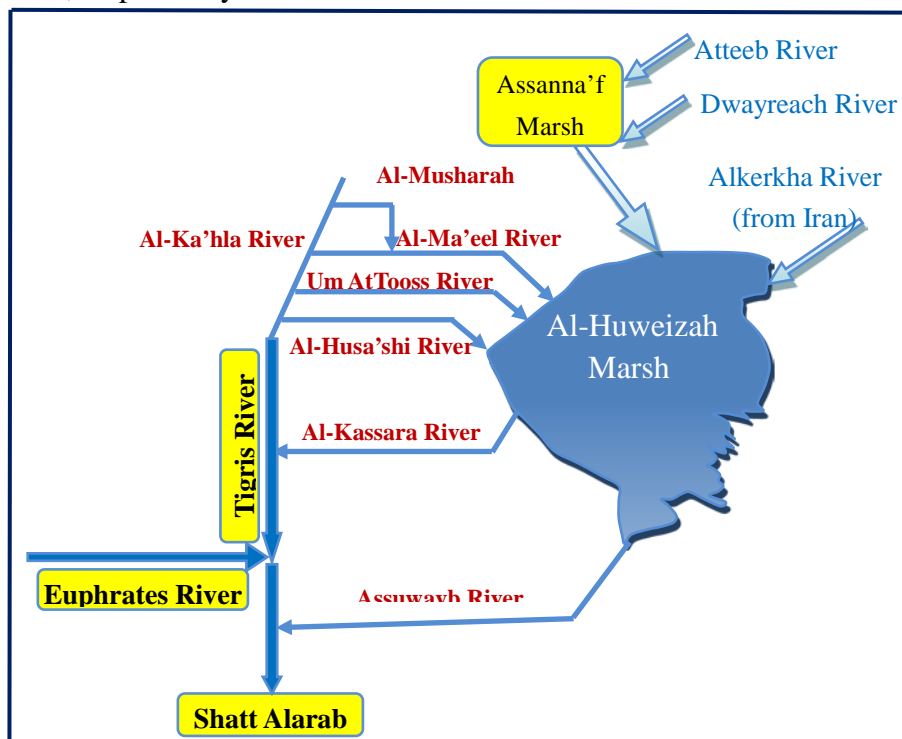 Atteeb River
Assanna’f
Marsh
Dwayreach River
Alkerkha River
(from Iran)
Al-Musharah
Al-Ka’hla River
Al-Ma’eel River
Um AtTooss River
Al-Huweizah
Marsh
Al-Husa’shi River
Al-Kassara River
Tigris River
Euphrates River
Assuwayb River
Shatt Alarab